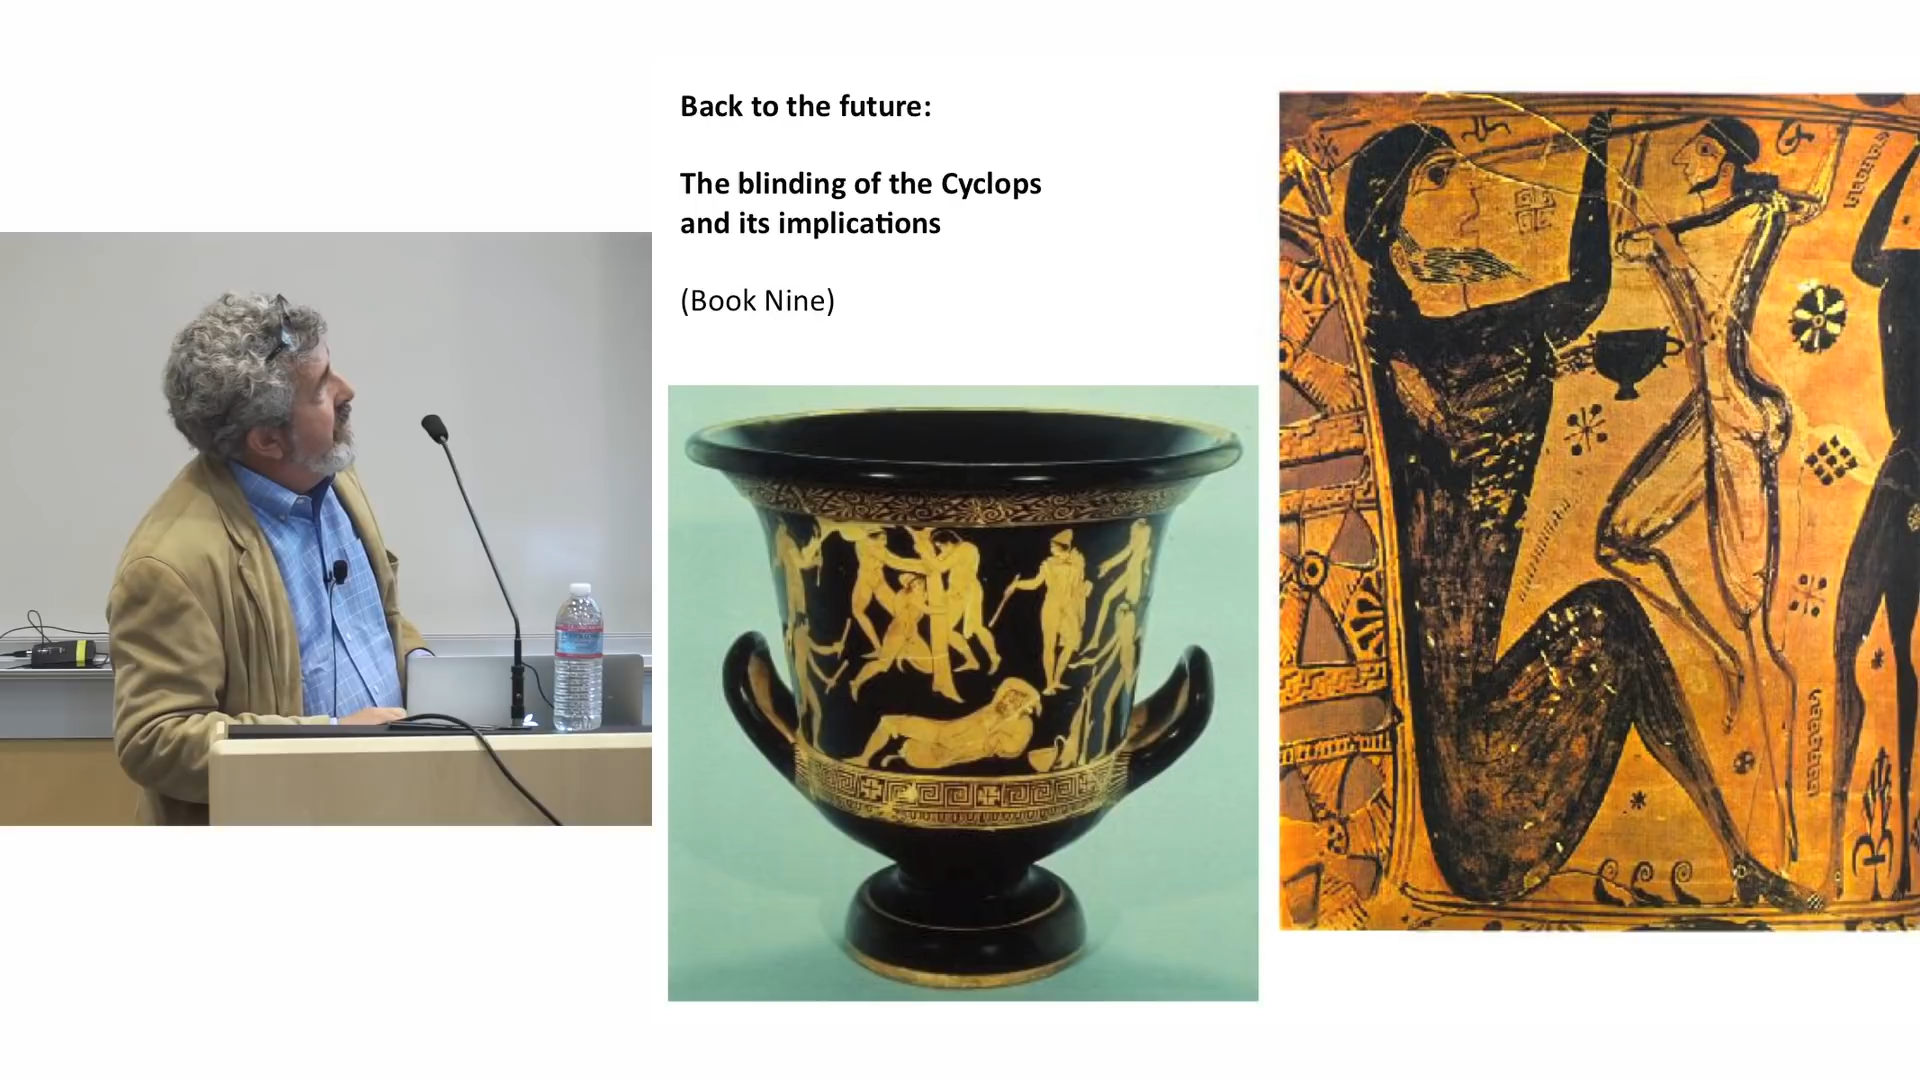 Back to the future:
The blinding of the Cyclops
and its implications
(Book Nine)